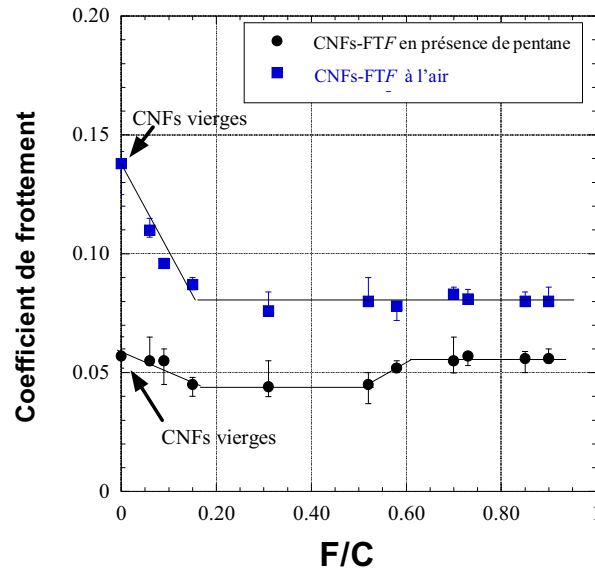 CNFs-FTF en présence de pentane
CNFs-FTF à l'air
0.20
CNFs vierges
0.15
0.10
0.05
CNFs vierges
0
Coefficient de frottement
0 0.20 0.40 0.60 0.80 1
F/C